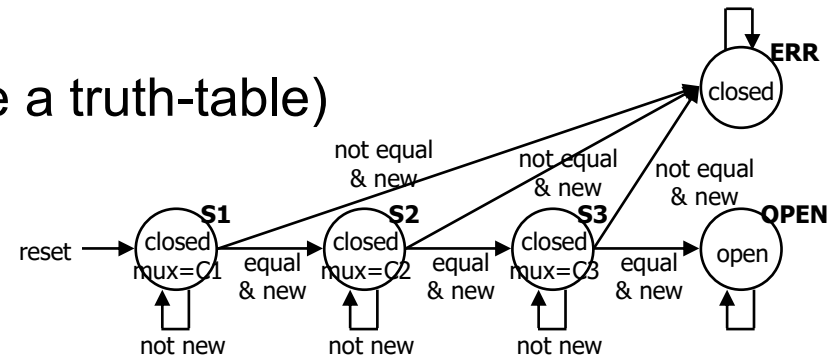 ERR
closed
e a truth-table)
not equal
& new
not equal
& new
not equal
& new
S1
S2
S3
OPEN
reset
closed
mux=C1
equal
& new
closed
mux=C2
equal
& new
closed
mux=C3
equal
& new
open
not new
not new
not new